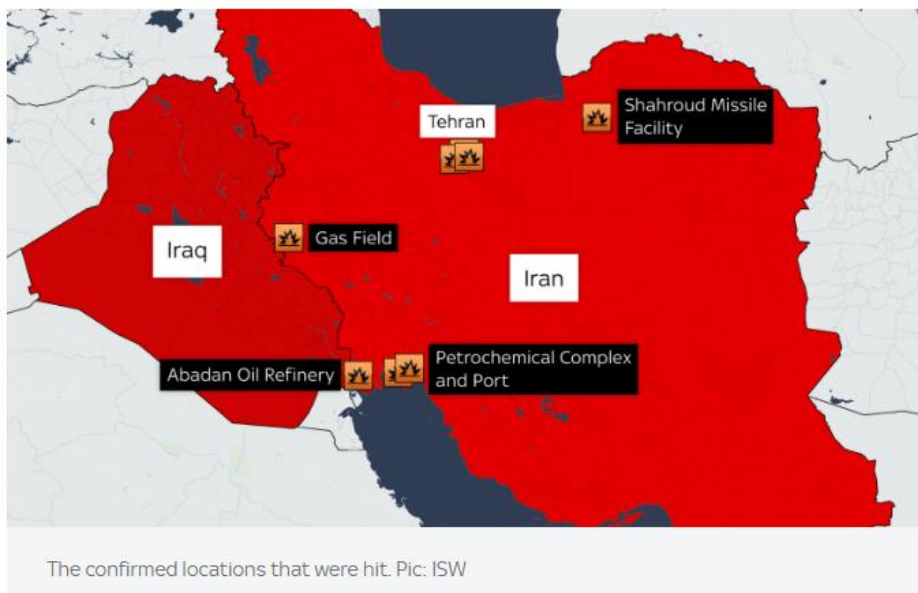 Tehran
Shahroud Missile
Facility
Gas Field
Iraq
Iran
Abadan Oil Refinery
Petrochemical Complex
and Port
The confirmed locations that were hit. Pic: ISW